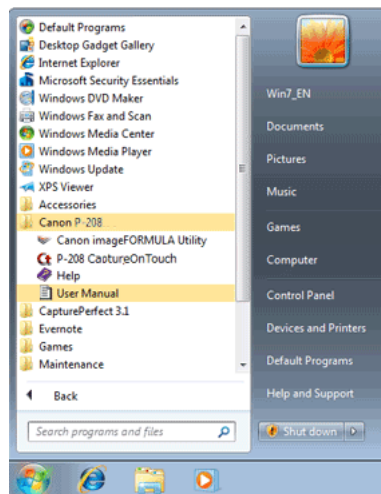 Default Programs
Desktop Gadget Gallery
Internet Explorer
Microsoft Security Essentials
Windows DVD Maker
Windows Fax and Scan
Windows Media Center
Windows Media Player
Windows Update
XPS Viewer
Accessories
Canon P-208
Canon imageFORMULA Utility
P-208 CaptureOnTouch
Help
User Manual
CapturePerfect 3.1
Evernote
Games
Maintenance
Back
Search programs and files
Win7_EN
Documents
Pictures
Music
Games
Computer
Control Panel
Devices and Printers
Default Programs
Help and Support
Shut down